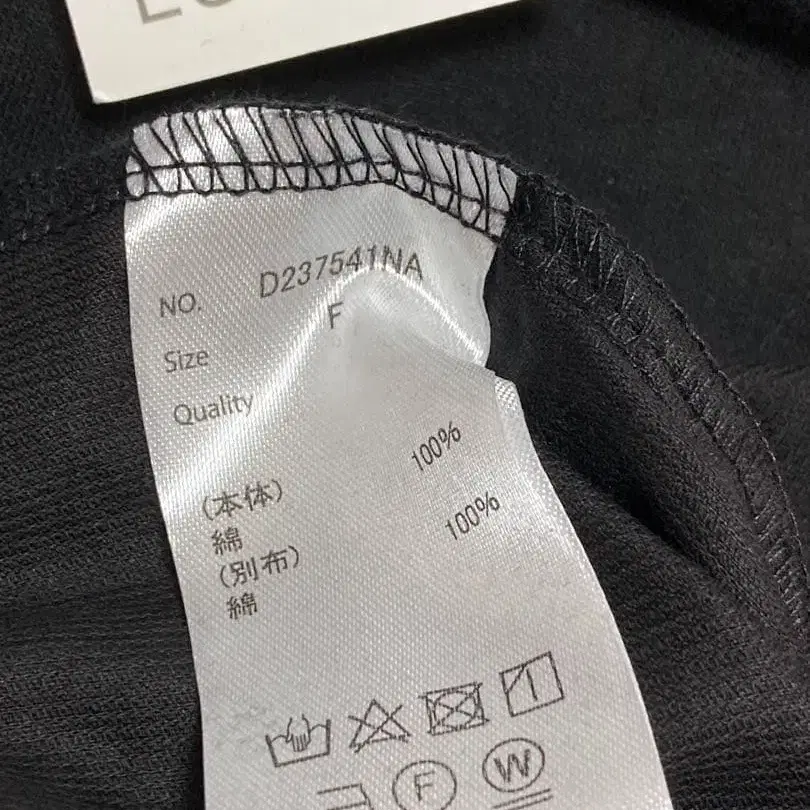 NO. D237541NA
Size F
Quality
(本体)
綿 100%
(別布)
綿 100%
F W